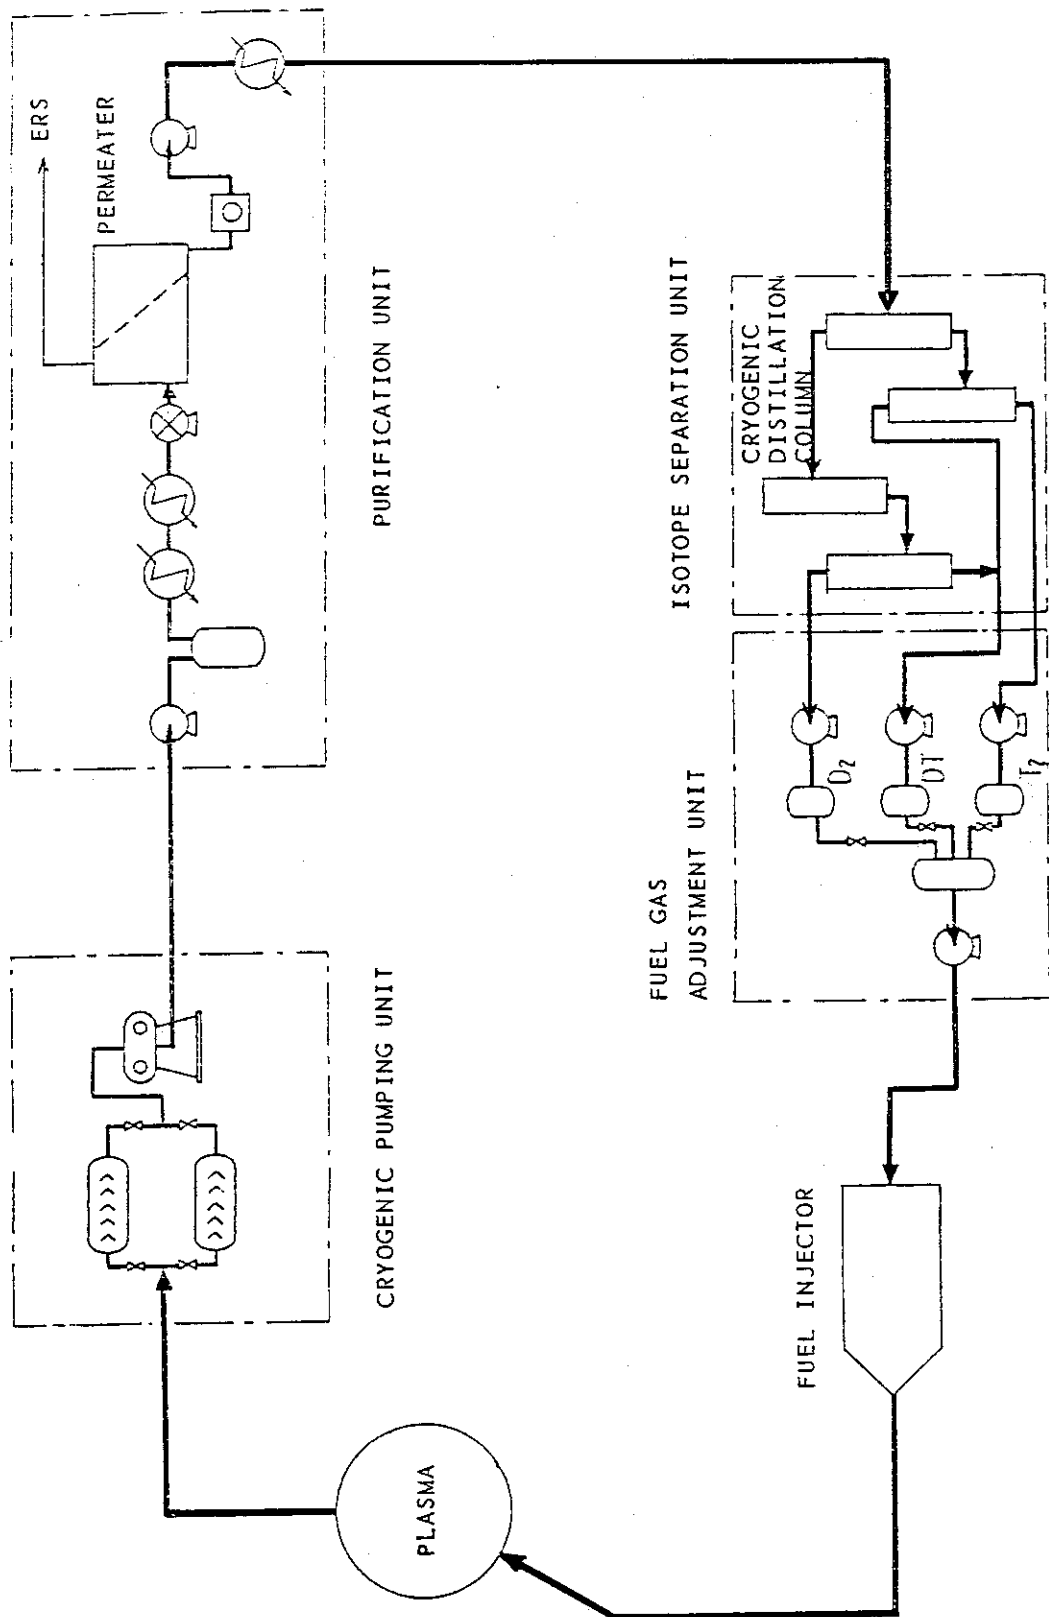 ERS
PERMEATER
PURIFICATION UNIT
CRYOGENIC PUMPING UNIT
PLASMA
ISOTOPE SEPARATION UNIT
CRYOGENIC
DISTILLATION
COLUMN
FUEL GAS
ADJUSTMENT UNIT
D2
DT
T2
FUEL INJECTOR